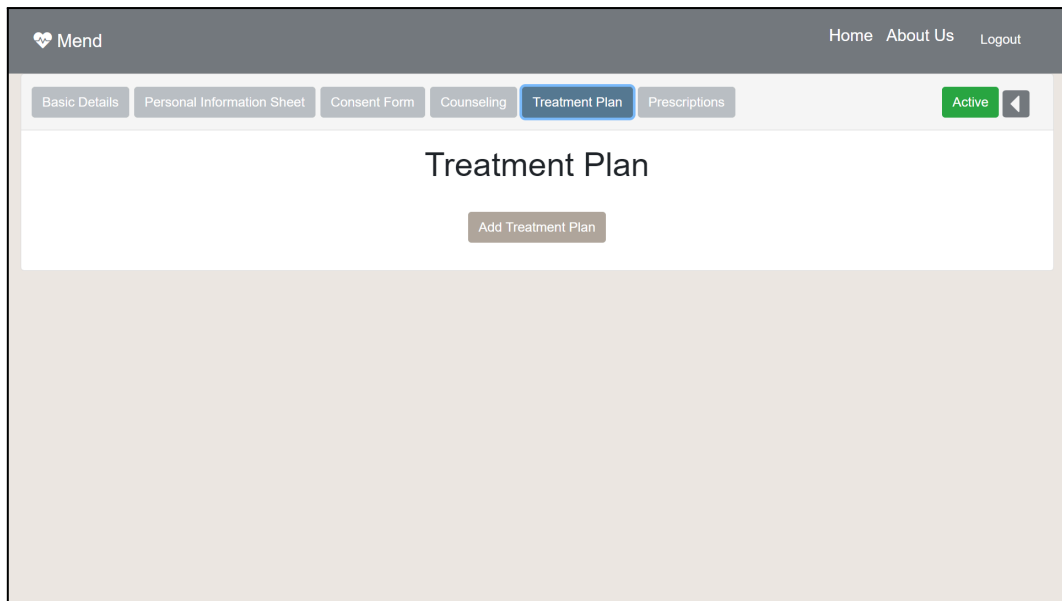 Mend Home About Us Logout
Basic Details Personal Information Sheet Consent Form Counseling Treatment Plan Prescriptions Active
Treatment Plan
Add Treatment Plan